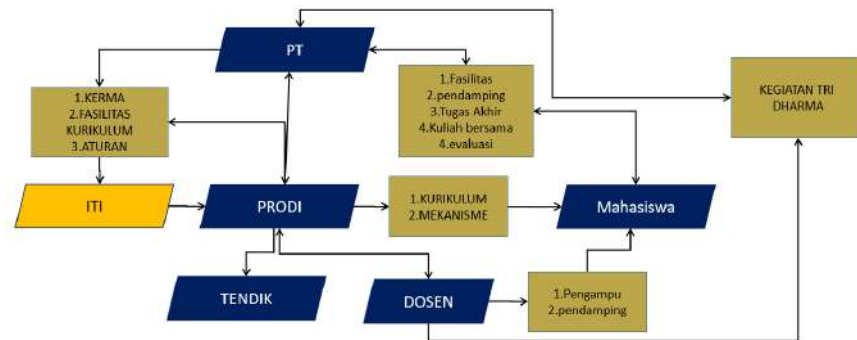 PT
1.KERMA
2.FASILITAS
KURIKULUM
3.ATURAN
1.Fasilitas
2.pendamping
3.Tugas Akhir
4.Kuliah bersama
4.evaluasi
KEGIATAN TRI
DHARMA
ITI
PRODI
1.KURIKULUM
2.MEKANISME
Mahasiswa
TENDIK
DOSEN
1.Pengampu
2.pendamping